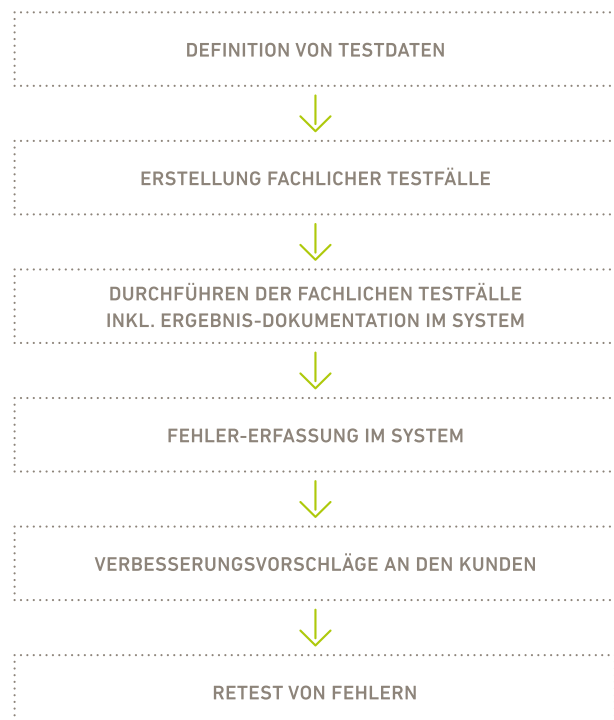 DEFINITION VON TESTDATEN
ERSTELLUNG FACHLICHER TESTFÄLLE
DURCHFÜHREN DER FACHLICHEN TESTFÄLLE
INKL. ERGEBNIS-DOKUMENTATION IM SYSTEM
FEHLER-ERFASSUNG IM SYSTEM
VERBESSERUNGSVORSCHLÄGE AN DEN KUNDEN
RETEST VON FEHLERN